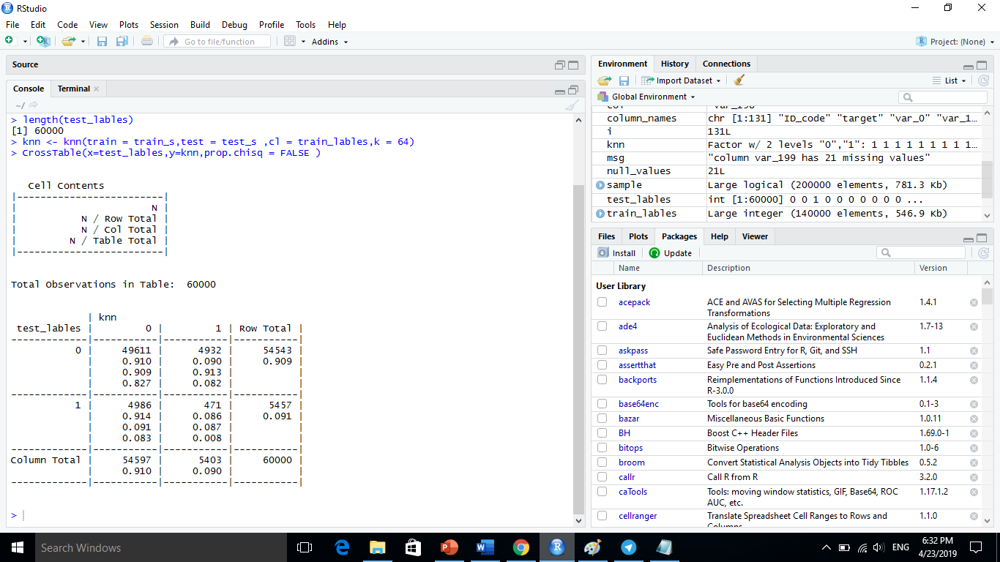 RStudio
File Edit Code View Plots Session Build Debug Profile Tools Help
Go to file/function Addins Project: (None)
Source
Console Terminal
~/
> length(test_lables)
[1] 60000
> knn <- knn(train = train_s,test = test_s ,cl = train_lables,k = 64)
> CrossTable(x=test_lables,y=knn,prop.chisq = FALSE )
Cell Contents
|-------------------------|
| N |
| N / Row Total |
| N / Col Total |
| N / Table Total |
|-------------------------|
Total Observations in Table: 60000
| knn
test_lables | 0 | 1 | Row Total |
-------------|-----------|-----------|-----------|
0 | 49611 | 4932 | 54543 |
| 0.910 | 0.090 | 0.909 |
| 0.909 | 0.913 | |
| 0.827 | 0.082 | |
-------------|-----------|-----------|-----------|
1 | 4986 | 471 | 5457 |
| 0.914 | 0.086 | 0.091 |
| 0.091 | 0.087 | |
| 0.083 | 0.008 | |
-------------|-----------|-----------|-----------|
Column Total | 54597 | 5403 | 60000 |
| 0.910 | 0.090 | |
-------------|-----------|-----------|-----------|
>
Environment History Connections
Import Dataset List
Global Environment
column_names chr [1:131] "ID_code" "target" "var_0" "var_1…
i 131L
knn Factor w/ 2 levels "0","1": 1 1 1 1 1 1 1 1 1…
msg "column var_199 has 21 missing values"
null_values 21L
sample Large logical (200000 elements, 781.3 Kb)
test_lables int [1:60000] 0 0 1 0 0 0 0 0 0 0 ...
train_lables Large integer (140000 elements, 546.9 Kb)
Files Plots Packages Help Viewer
Install Update
Name Description Version
User Library
acepack ACE and AVAS for Selecting Multiple Regression 1.4.1
Transformations
ade4 Analysis of Ecological Data: Exploratory and 1.7-13
Euclidean Methods in Environmental Sciences
askpass Safe Password Entry for R, Git, and SSH 1.1
assertthat Easy Pre and Post Assertions 0.2.1
backports Reimplementations of Functions Introduced Since 1.1.4
R-3.0.0
base64enc Tools for base64 encoding 0.1-3
bazar Miscellaneous Basic Functions 1.0.11
BH Boost C++ Header Files 1.69.0-1
bitops Bitwise Operations 1.0-6
broom Convert Statistical Analysis Objects into Tidy Tibbles 0.5.2
callr Call R from R 3.2.0
caTools Tools: moving window statistics, GIF, Base64, ROC 1.17.1.2
AUC, etc.
cellranger Translate Spreadsheet Cell Ranges to Rows and 1.1.0
Columns
Search Windows
ENG
6:32 PM
4/23/2019